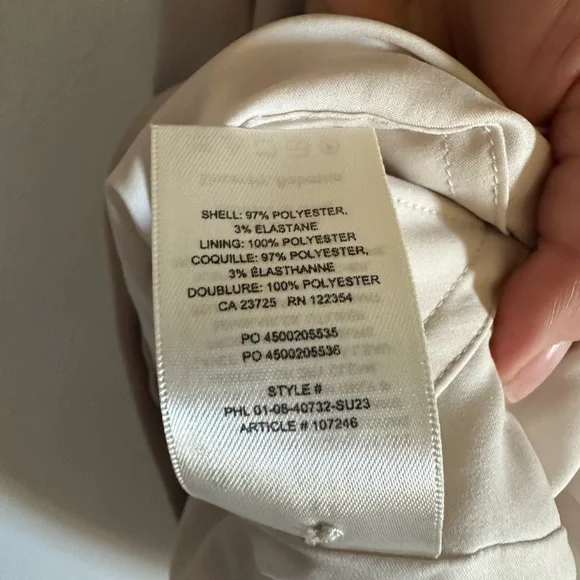 SHELL: 97% POLYESTER,
3% ELASTANE
LINING: 100% POLYESTER
COQUILLE: 97% POLYESTER,
3% ÉLASTHANNE
DOUBLURE: 100% POLYESTER
CA 23725 RN 122354
PO 4500205535
PO 4500205536
STYLE #
PHL 01-08-40732-SU23
ARTICLE # 107246